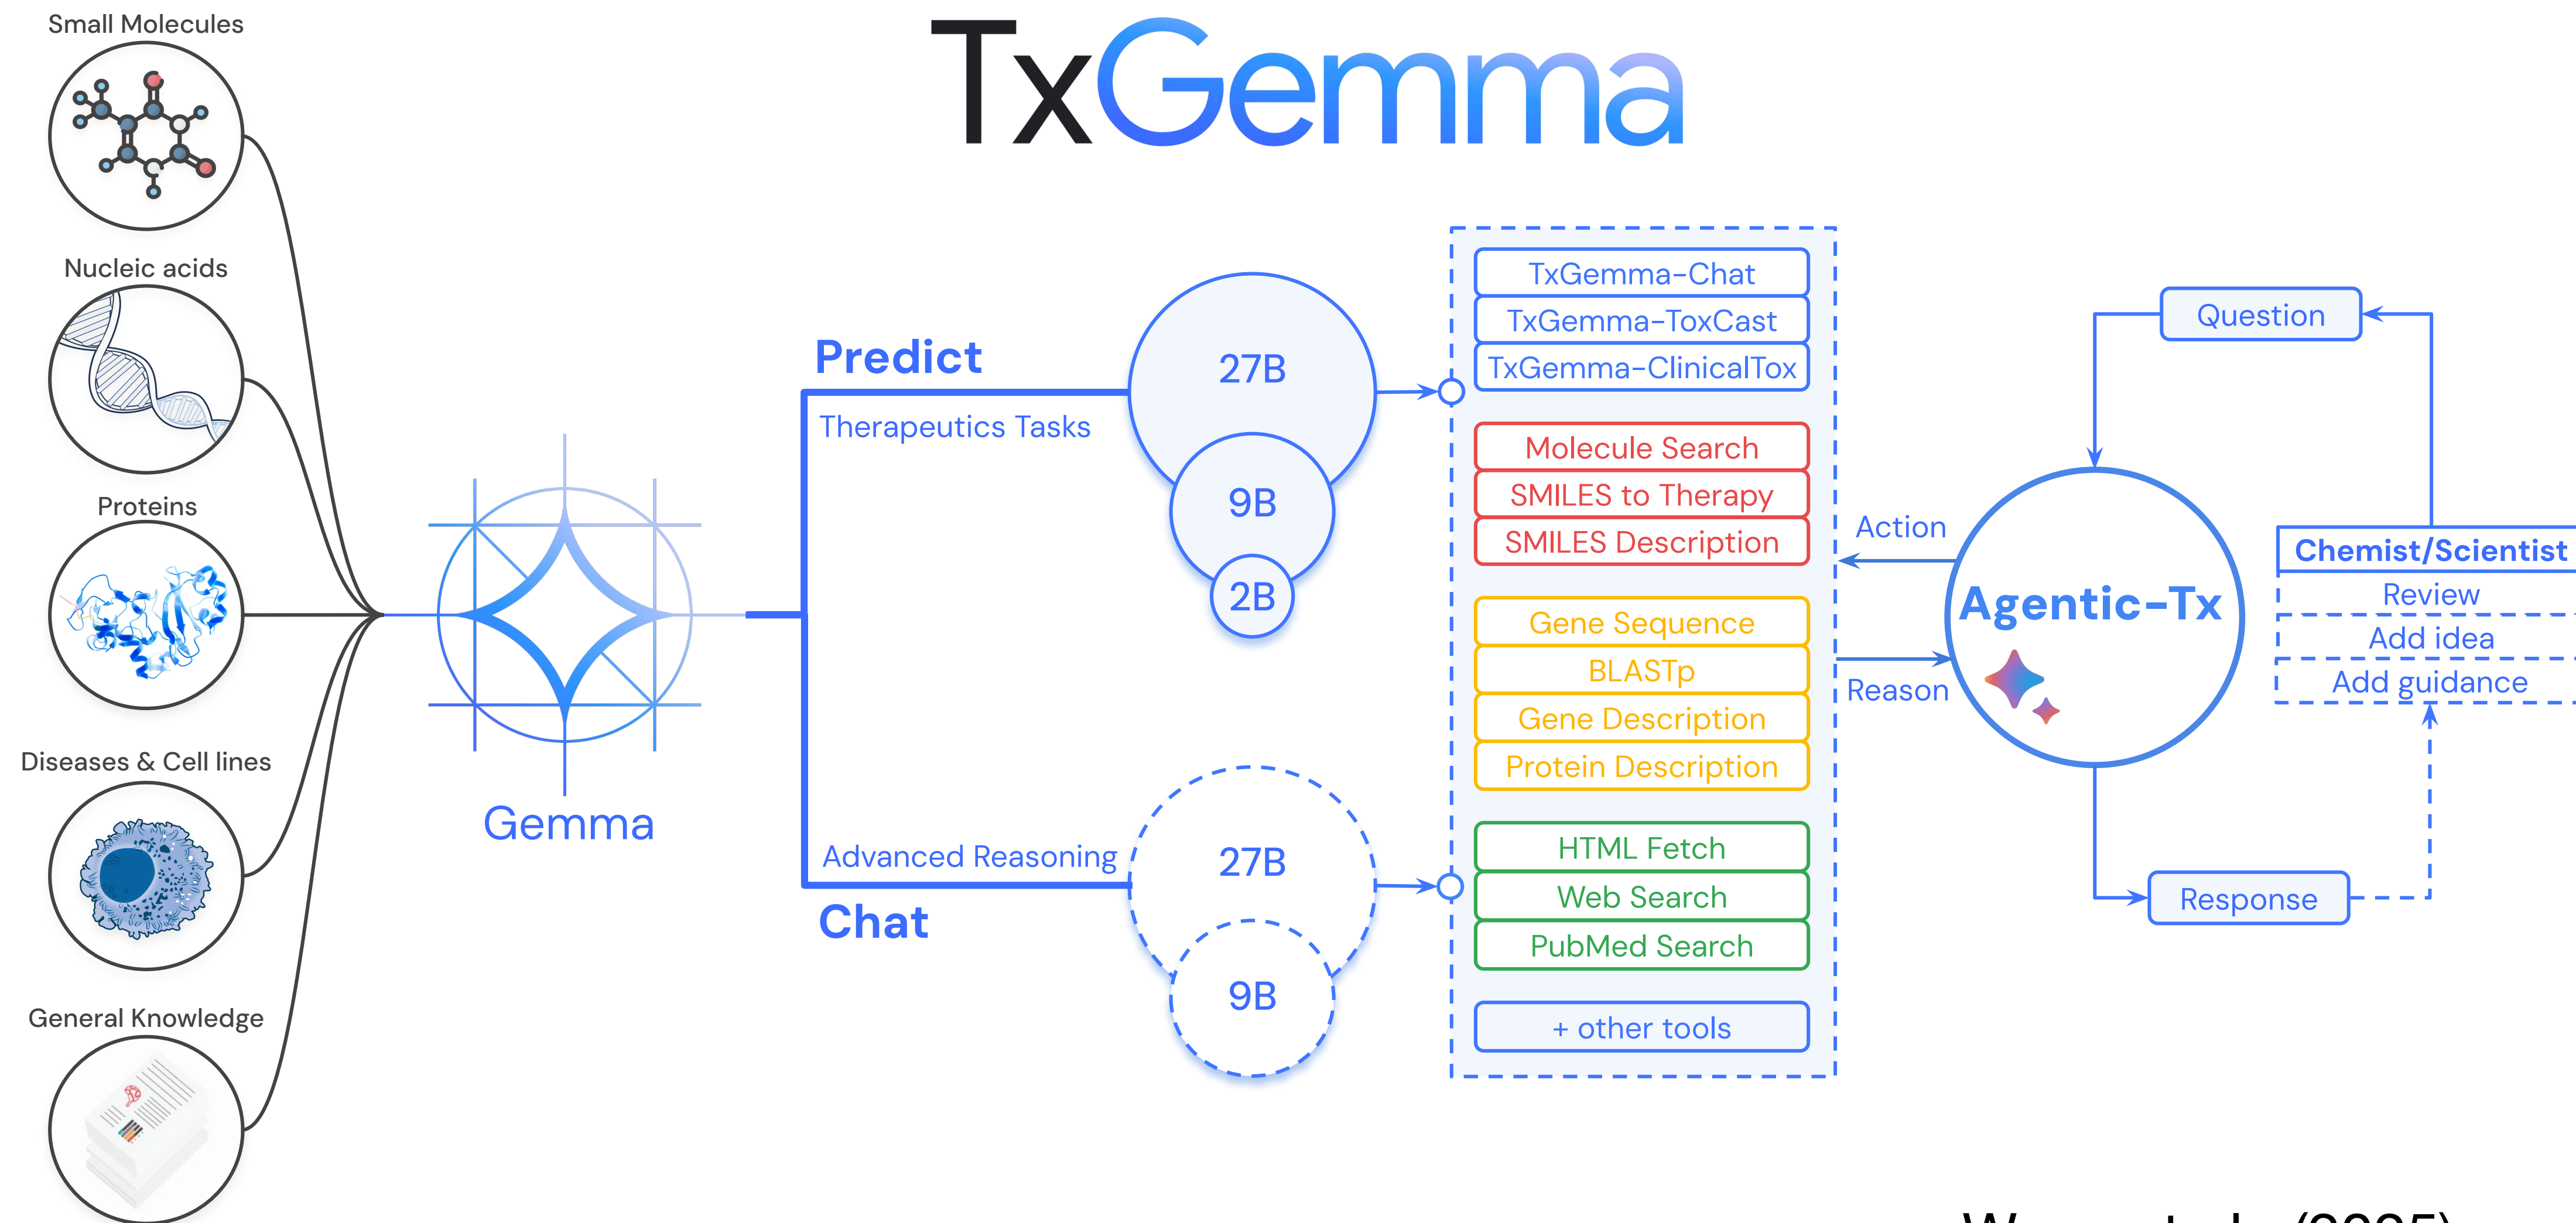 TxGemma
Small Molecules
Nucleic acids
Proteins
Diseases & Cell lines
General Knowledge
Gemma
Predict
Therapeutics Tasks
27B
9B
2B
Advanced Reasoning
Chat
27B
9B
TxGemma-Chat
TxGemma-ToxCast
TxGemma-ClinicalTox
Molecule Search
SMILES to Therapy
SMILES Description
Gene Sequence
BLASTp
Gene Description
Protein Description
HTML Fetch
Web Search
PubMed Search
+ other tools
Action
Reason
Question
Agentic-Tx
Response
Chemist/Scientist
Review
Add idea
Add guidance
(2025)